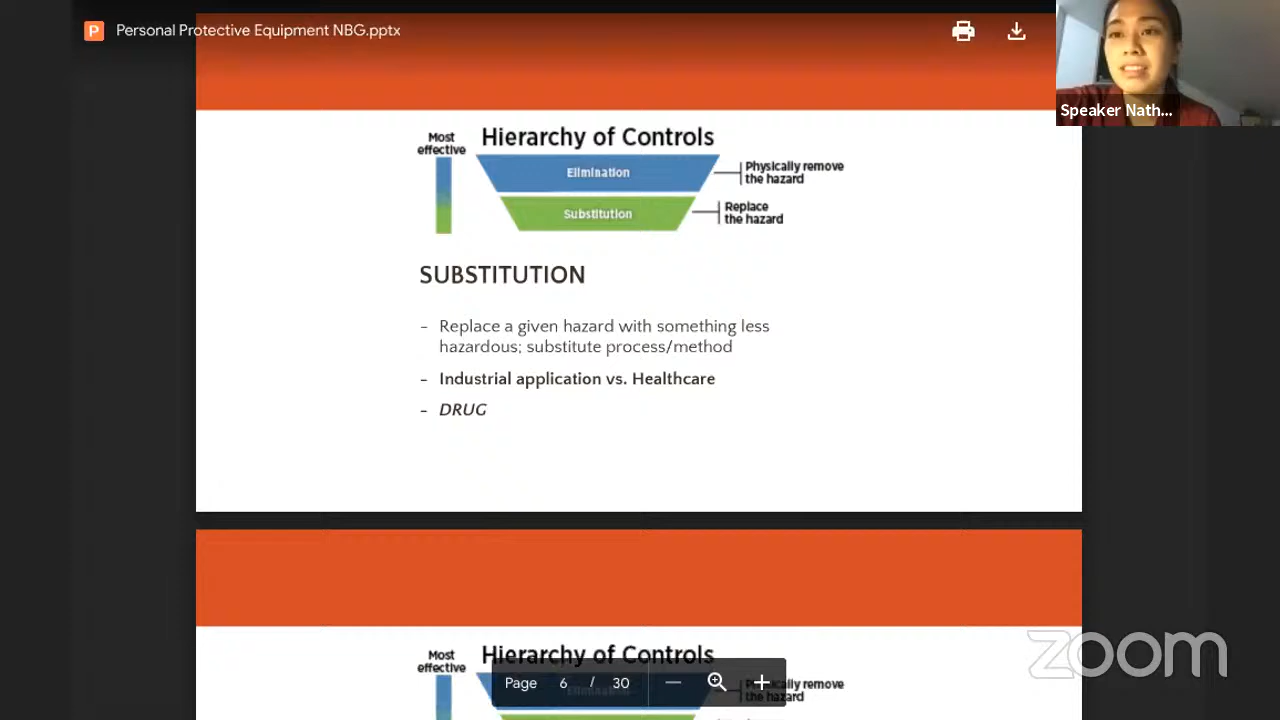 P Personal Protective Equipment NBG.pptx
Speaker Nath...
Most
effective
Hierarchy of Controls
Elimination
Physically remove
the hazard
Substitution
Replace
the hazard
SUBSTITUTION
- Replace a given hazard with something less
hazardous; substitute process/method
- Industrial application vs. Healthcare
- DRUG
zoom
Most
effective
Hierarchy of Controls
Elimination
Physically remove
the hazard
Page 6 / 30